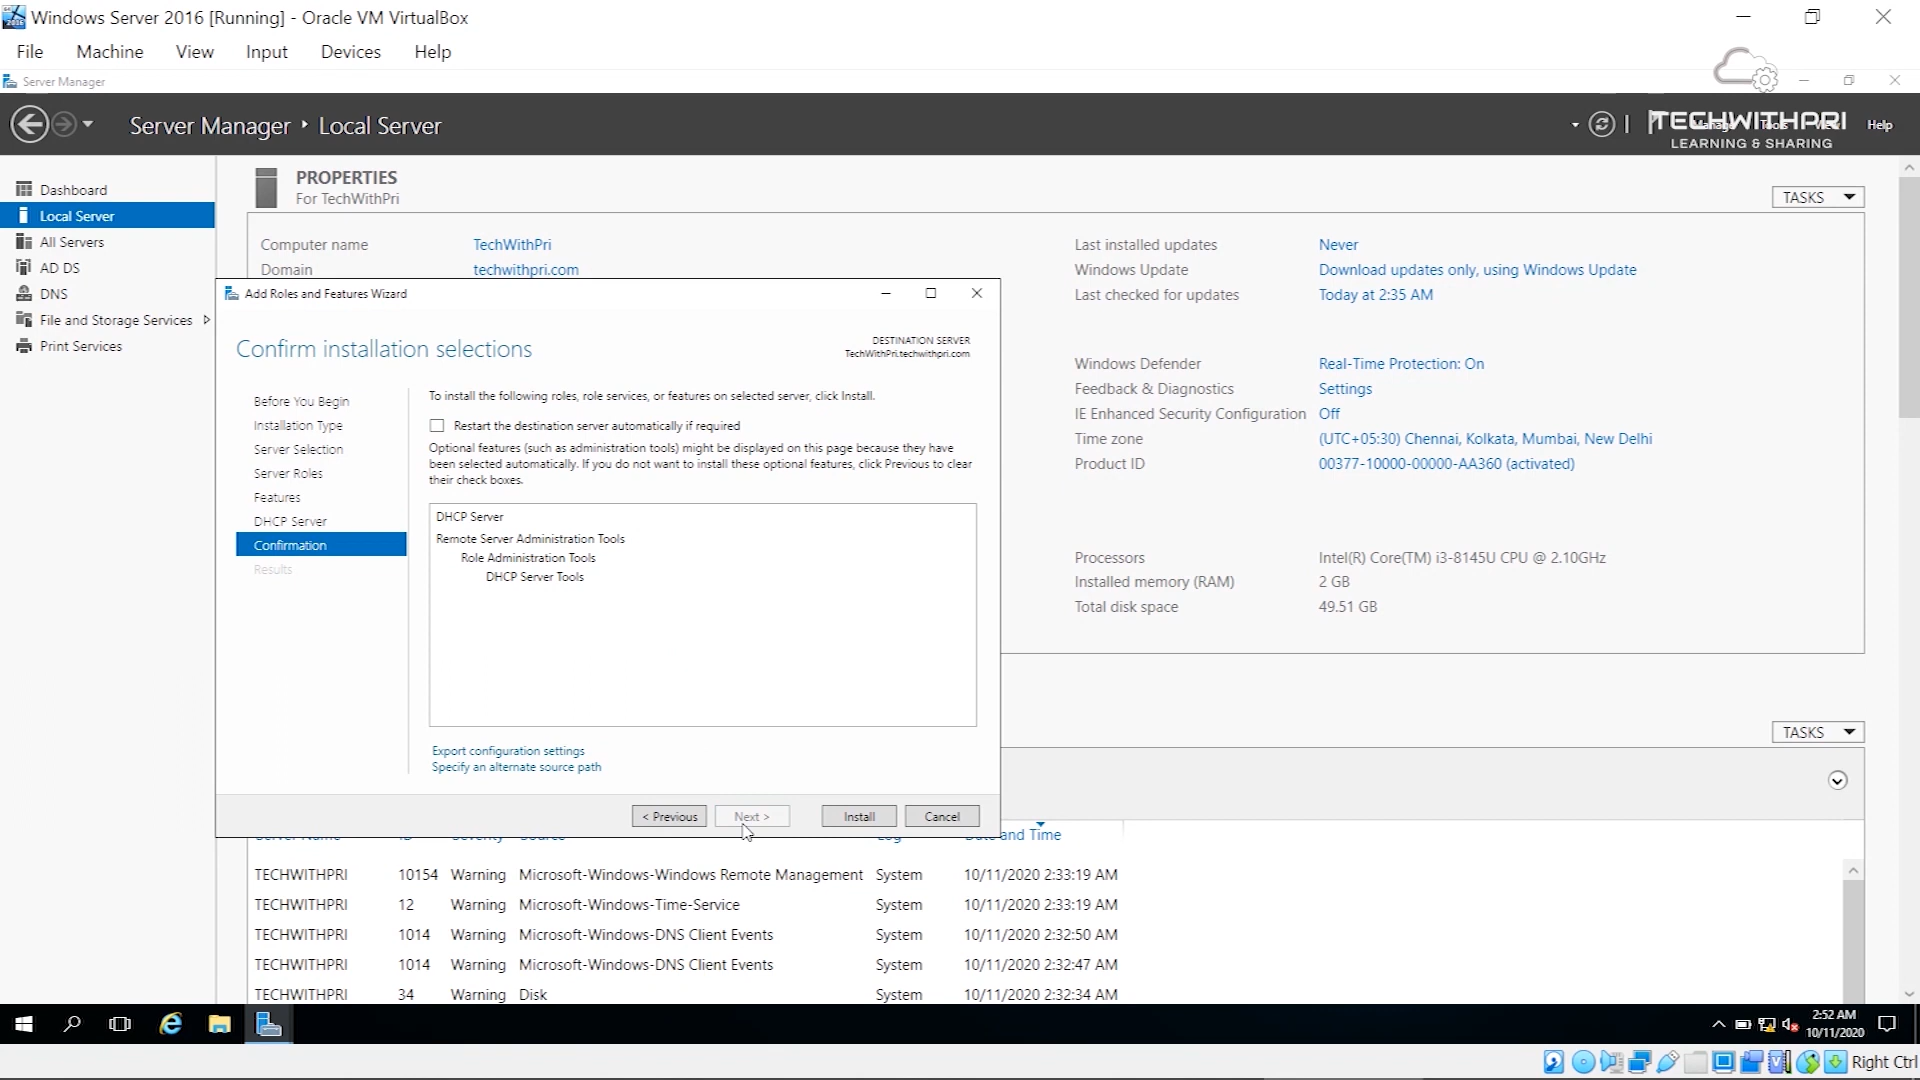 Windows Server 2016 [Running] - Oracle VM VirtualBox
File Machine View Input Devices Help
Server Manager
Server Manager ‣ Local Server
TECHWITHPRI
LEARNING & SHARING
Manage Tools View Help
Dashboard
Local Server
All Servers
AD DS
DNS
File and Storage Services
Print Services
PROPERTIES
For TechWithPri
TASKS
Computer name TechWithPri
Domain techwithpri.com
Last installed updates Never
Windows Update Download updates only, using Windows Update
Last checked for updates Today at 2:35 AM
Windows Defender Real-Time Protection: On
Feedback & Diagnostics Settings
IE Enhanced Security Configuration Off
Time zone (UTC+05:30) Chennai, Kolkata, Mumbai, New Delhi
Product ID 00377-10000-00000-AA360 (activated)
Processors Intel(R) Core(TM) i3-8145U CPU @ 2.10GHz
Installed memory (RAM) 2 GB
Total disk space 49.51 GB
Add Roles and Features Wizard
Confirm installation selections
DESTINATION SERVER
TechWithPri.techwithpri.com
Before You Begin
Installation Type
Server Selection
Server Roles
Features
DHCP Server
Confirmation
Results
To install the following roles, role services, or features on selected server, click Install.
Restart the destination server automatically if required
Optional features (such as administration tools) might be displayed on this page because they have
been selected automatically. If you do not want to install these optional features, click Previous to clear
their check boxes.
DHCP Server
Remote Server Administration Tools
Role Administration Tools
DHCP Server Tools
Export configuration settings
Specify an alternate source path
< Previous Next > Install Cancel
TASKS
Server Name ID Severity Source Log Date and Time
TECHWITHPRI 10154 Warning Microsoft-Windows-Windows Remote Management System 10/11/2020 2:33:19 AM
TECHWITHPRI 12 Warning Microsoft-Windows-Time-Service System 10/11/2020 2:33:19 AM
TECHWITHPRI 1014 Warning Microsoft-Windows-DNS Client Events System 10/11/2020 2:32:50 AM
TECHWITHPRI 1014 Warning Microsoft-Windows-DNS Client Events System 10/11/2020 2:32:47 AM
TECHWITHPRI 34 Warning Disk System 10/11/2020 2:32:34 AM
2:52 AM
10/11/2020
Right Ctrl